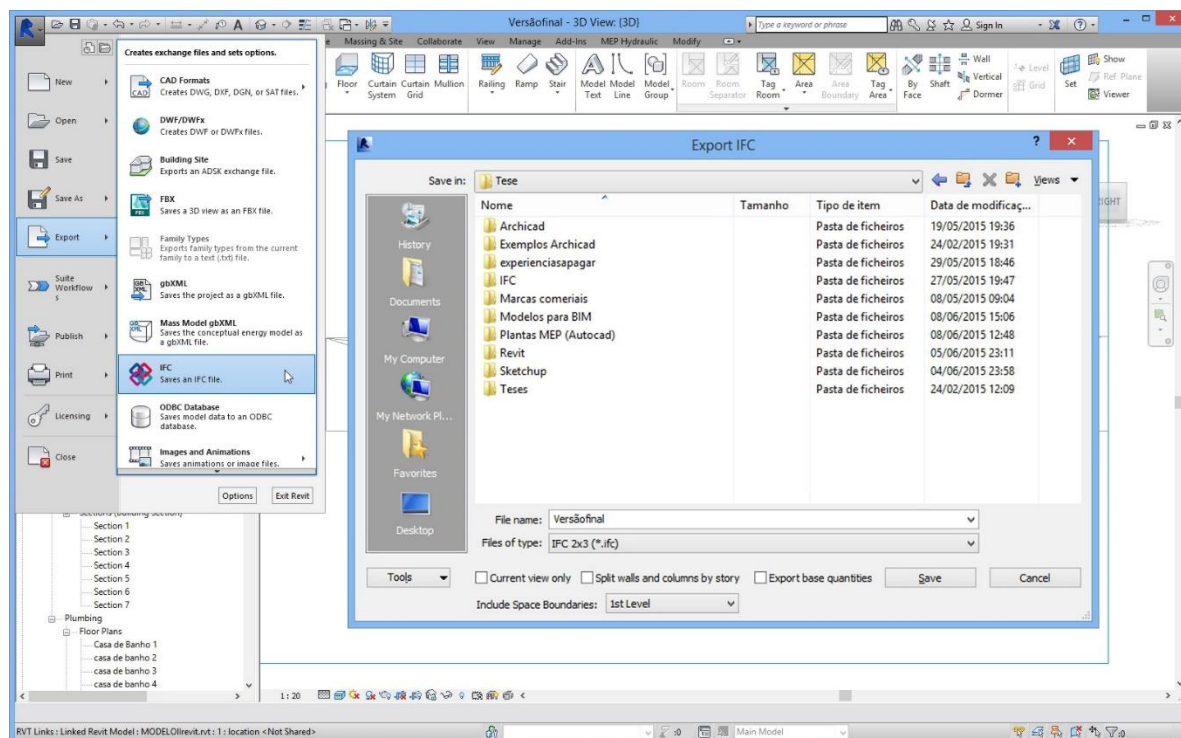 Versãofinal - 3D View: {3D}
Type a keyword or phrase
Sign In
Massing & Site Collaborate View Manage Add-Ins MEP Hydraulic Modify
Floor
Curtain System
Curtain Grid
Mullion
Railing
Ramp
Stair
Model Text
Model Line
Model Group
Room
Room Separator
Tag Room
Area
Area Boundary
Tag Area
By Face
Shaft
Wall
Vertical
Dormer
Level
Grid
Set
Show
Ref Plane
Viewer
New
Open
Save
Save As
Export
Suite Workflow
s
Publish
Print
Licensing
Close
Creates exchange files and sets options.
CAD Formats
Creates DWG, DXF, DGN, or SAT files.
DWF/DWFx
Creates DWF or DWFx files.
Building Site
Exports an ADSK exchange file.
FBX
Saves a 3D view as an FBX file.
Family Types
Exports family types from the current
family to a text (.txt) file.
gbXML
Saves the project as a gbXML file.
Mass Model gbXML
Saves the conceptual energy model as
a gbXML file.
IFC
Saves an IFC file.
ODBC Database
Saves model data to an ODBC
database.
Images and Animations
Saves animations or image files.
Options
Exit Revit
Sections (Building Section)
Section 1
Section 2
Section 3
Section 4
Section 5
Section 6
Section 7
Plumbing
Floor Plans
Casa de Banho 1
casa de banho 2
casa de banho 3
casa de banho 4
Export IFC
Save in: Tese
Views
History
Documents
My Computer
My Network Pl...
Favorites
Desktop
Nome Tamanho Tipo de item Data de modificaç...
Archicad Pasta de ficheiros 19/05/2015 19:36
Exemplos Archicad Pasta de ficheiros 24/02/2015 19:31
experienciasapagar Pasta de ficheiros 29/05/2015 18:46
IFC Pasta de ficheiros 27/05/2015 19:47
Marcas comeriais Pasta de ficheiros 08/05/2015 09:04
Modelos para BIM Pasta de ficheiros 08/06/2015 15:06
Plantas MEP (Autocad) Pasta de ficheiros 08/06/2015 12:48
Revit Pasta de ficheiros 05/06/2015 23:11
Sketchup Pasta de ficheiros 04/06/2015 23:58
Teses Pasta de ficheiros 24/02/2015 12:09
File name: Versãofinal
Files of type: IFC 2x3 (*.ifc)
Tools
Current view only Split walls and columns by story Export base quantities Save Cancel
Include Space Boundaries: 1st Level
1 : 20
RVT Links : Linked Revit Model : MODELOIIrevit.rvt : 1 : location <Not Shared>
:0
Main Model
:0